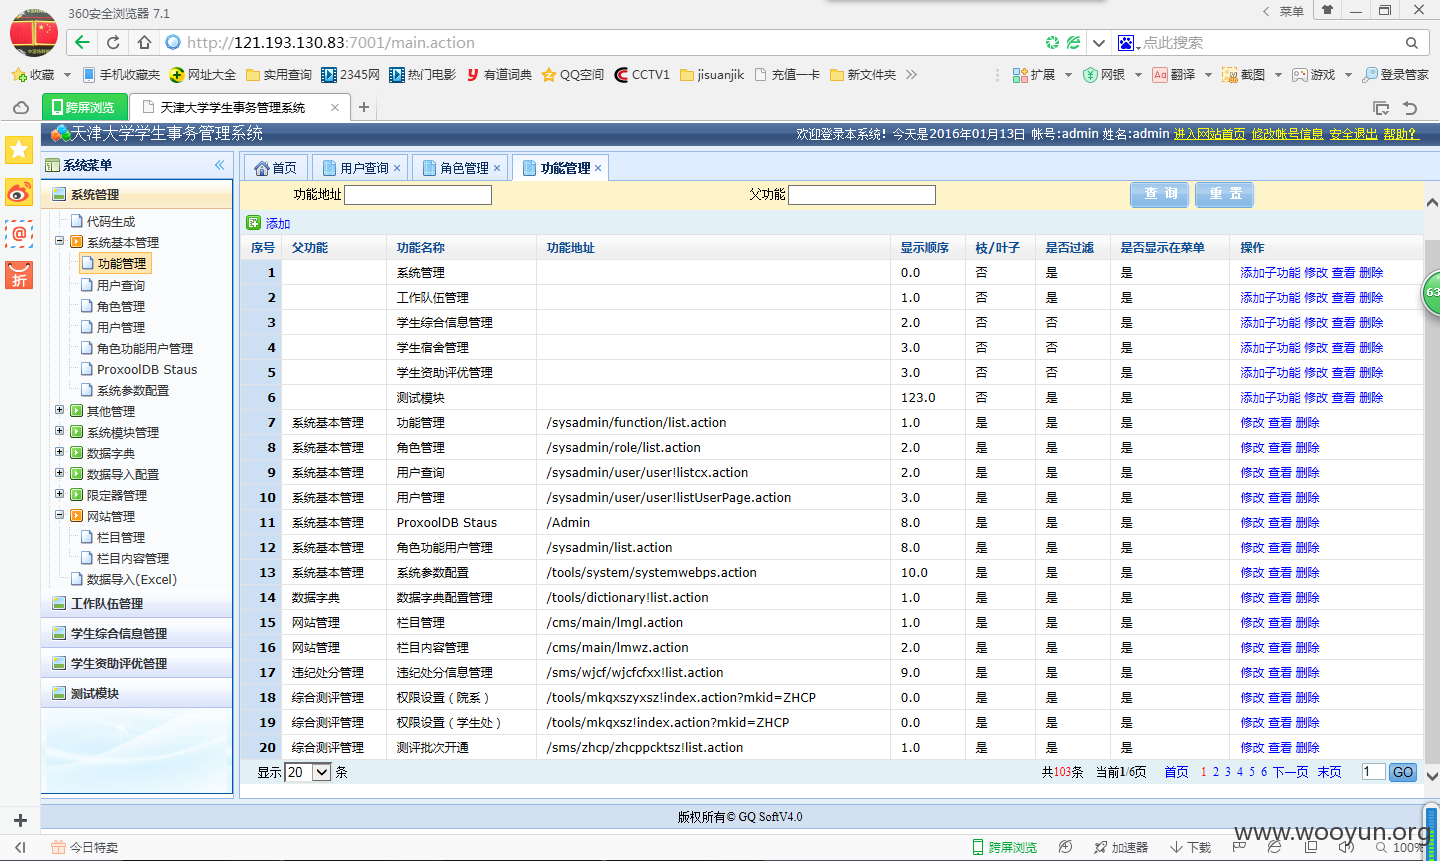 360安全浏览器 7.1
菜单
http://121.193.130.83:7001/main.action
点此搜索
收藏 手机收藏夹 网址大全 实用查询 2345网 热门电影 有道词典 QQ空间 CCTV1 jisuanjik 充值一卡 新文件夹 扩展 网银 翻译 截图 游戏 登录管家
跨屏浏览 天津大学学生事务管理系统
天津大学学生事务管理系统 欢迎登录本系统! 今天是2016年01月13日 帐号:admin 姓名:admin 进入网站首页 修改帐号信息 安全退出 帮助?
系统菜单
首页 用户查询 角色管理 功能管理
系统管理
代码生成
系统基本管理
功能管理
用户查询
角色管理
用户管理
角色功能用户管理
ProxoolDB Staus
系统参数配置
其他管理
系统模块管理
数据字典
数据导入配置
限定器管理
网站管理
栏目管理
栏目内容管理
数据导入(Excel)
工作队伍管理
学生综合信息管理
学生资助评优管理
测试模块
功能地址 父功能 查 询 重 置
添加
序号 父功能 功能名称 功能地址 显示顺序 枝/叶子 是否过滤 是否显示在菜单 操作
1 系统管理 0.0 否 是 是 添加子功能 修改 查看 删除
2 工作队伍管理 1.0 否 是 是 添加子功能 修改 查看 删除
3 学生综合信息管理 2.0 否 否 是 添加子功能 修改 查看 删除
4 学生宿舍管理 3.0 否 否 是 添加子功能 修改 查看 删除
5 学生资助评优管理 3.0 否 否 是 添加子功能 修改 查看 删除
6 测试模块 123.0 否 是 是 添加子功能 修改 查看 删除
7 系统基本管理 功能管理 /sysadmin/function/list.action 1.0 是 是 是 修改 查看 删除
8 系统基本管理 角色管理 /sysadmin/role/list.action 2.0 是 是 是 修改 查看 删除
9 系统基本管理 用户查询 /sysadmin/user/user!listcx.action 2.0 是 是 是 修改 查看 删除
10 系统基本管理 用户管理 /sysadmin/user/user!listUserPage.action 3.0 是 是 是 修改 查看 删除
11 系统基本管理 ProxoolDB Staus /Admin 8.0 是 是 是 修改 查看 删除
12 系统基本管理 角色功能用户管理 /sysadmin/list.action 8.0 是 是 是 修改 查看 删除
13 系统基本管理 系统参数配置 /tools/system/systemwebps.action 10.0 是 是 是 修改 查看 删除
14 数据字典 数据字典配置管理 /tools/dictionary!list.action 1.0 是 是 是 修改 查看 删除
15 网站管理 栏目管理 /cms/main/lmgl.action 1.0 是 是 是 修改 查看 删除
16 网站管理 栏目内容管理 /cms/main/lmwz.action 2.0 是 是 是 修改 查看 删除
17 违纪处分管理 违纪处分信息管理 /sms/wjcf/wjcfcfxx!list.action 9.0 是 是 是 修改 查看 删除
18 综合测评管理 权限设置（院系） /tools/mkqxszyxsz!index.action?mkid=ZHCP 0.0 是 是 是 修改 查看 删除
19 综合测评管理 权限设置（学生处） /tools/mkqxsz!index.action?mkid=ZHCP 0.0 是 是 是 修改 查看 删除
20 综合测评管理 测评批次开通 /sms/zhcp/zhcppcktsz!list.action 1.0 是 是 是 修改 查看 删除
显示 20 条 共103条 当前1/6页 首页 1 2 3 4 5 6 下一页 末页 1 GO
版权所有© GQ SoftV4.0
63
www.wooyun.org
今日特卖 跨屏浏览 加速器 下载 100%